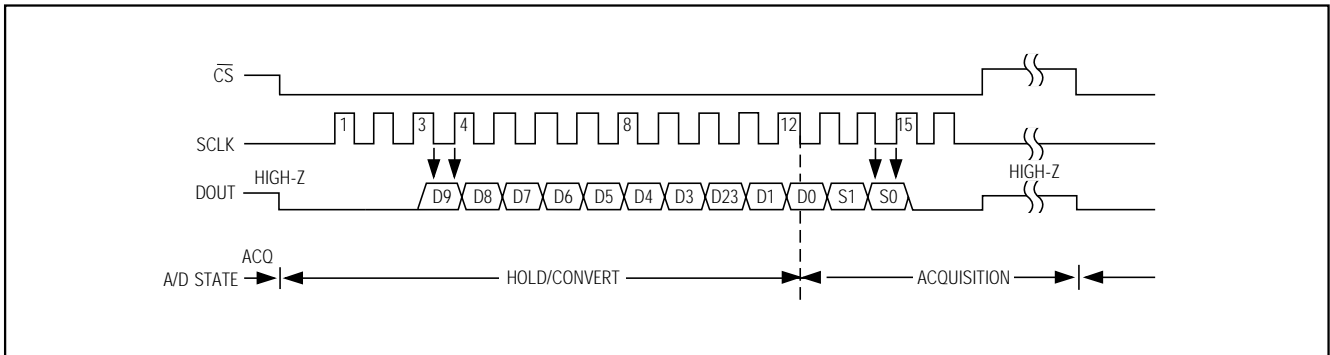 CS
1 3 4 8 12 15
SCLK
HIGH-Z HIGH-Z
DOUT D9 D8 D7 D6 D5 D4 D3 D23 D1 D0 S1 S0
ACQ
A/D STATE HOLD/CONVERT ACQUISITION